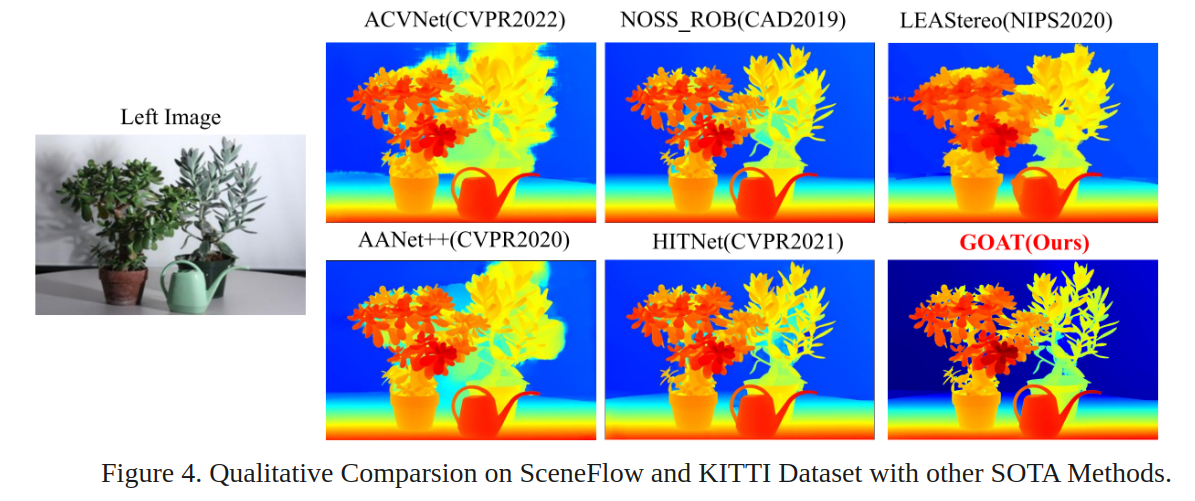 ACVNet(CVPR2022) NOSS_ROB(CAD2019) LEAStereo(NIPS2020)
Left Image
AANet++(CVPR2020) HITNet(CVPR2021) GOAT(Ours)
Figure 4. Qualitative Comparsion on SceneFlow and KITTI Dataset with other SOTA Methods.